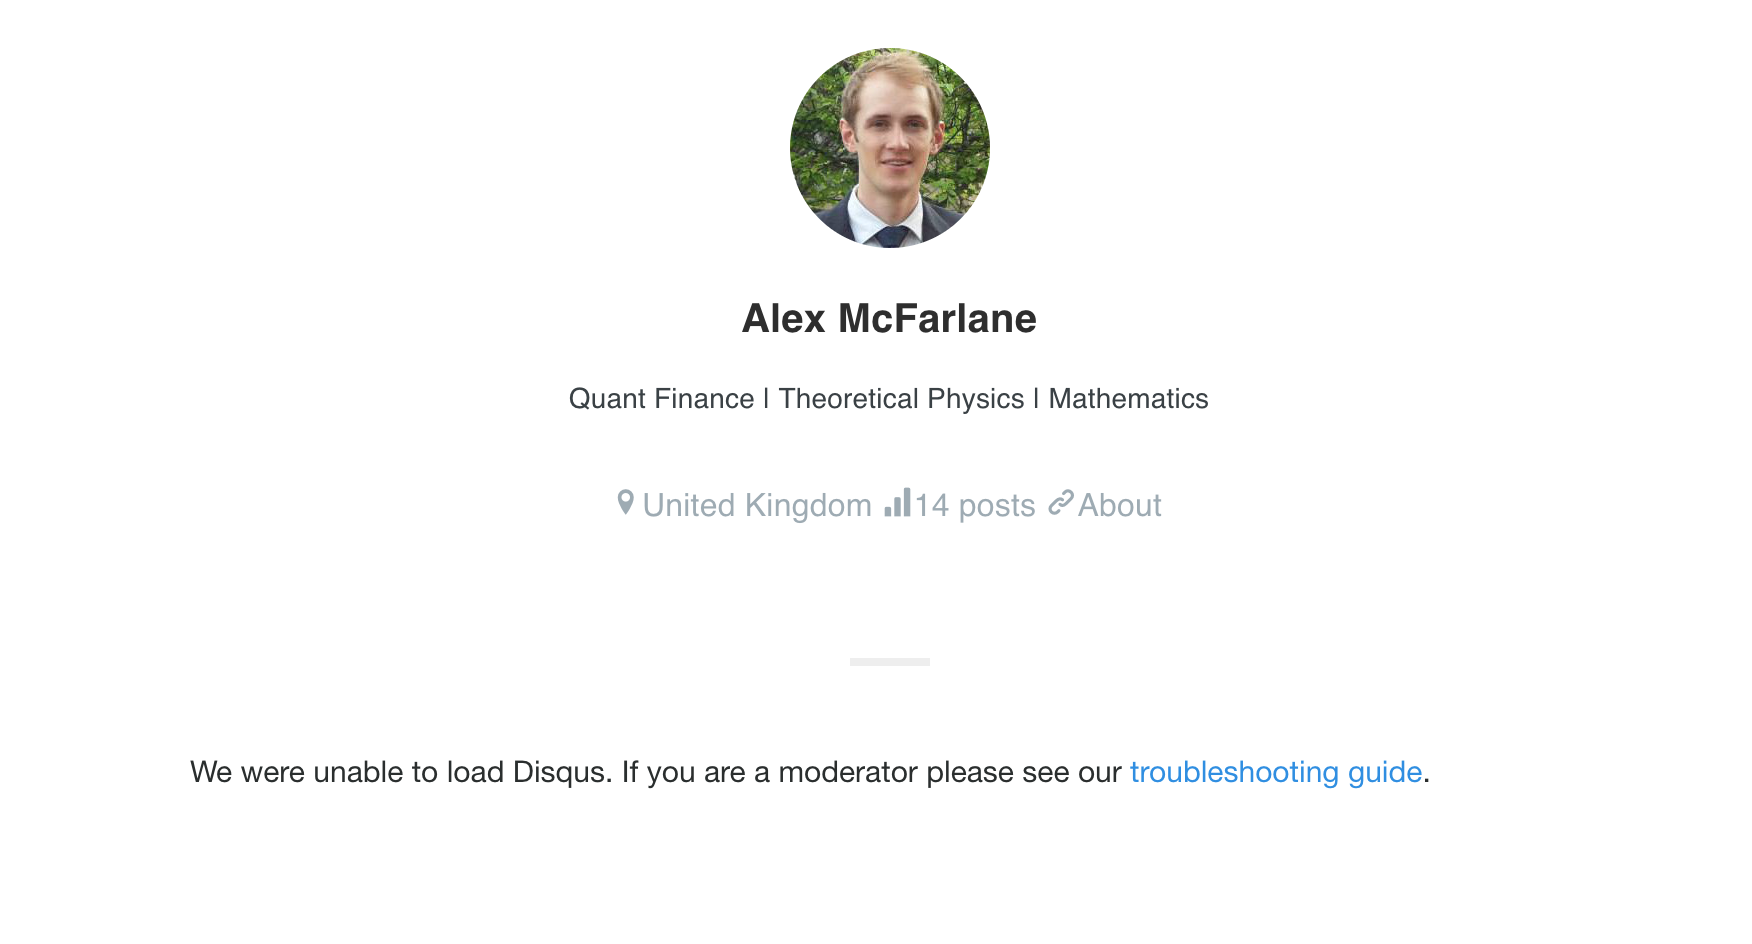 Alex McFarlane
Quant Finance | Theoretical Physics | Mathematics
United Kingdom 14 posts About
We were unable to load Disqus. If you are a moderator please see our troubleshooting guide.